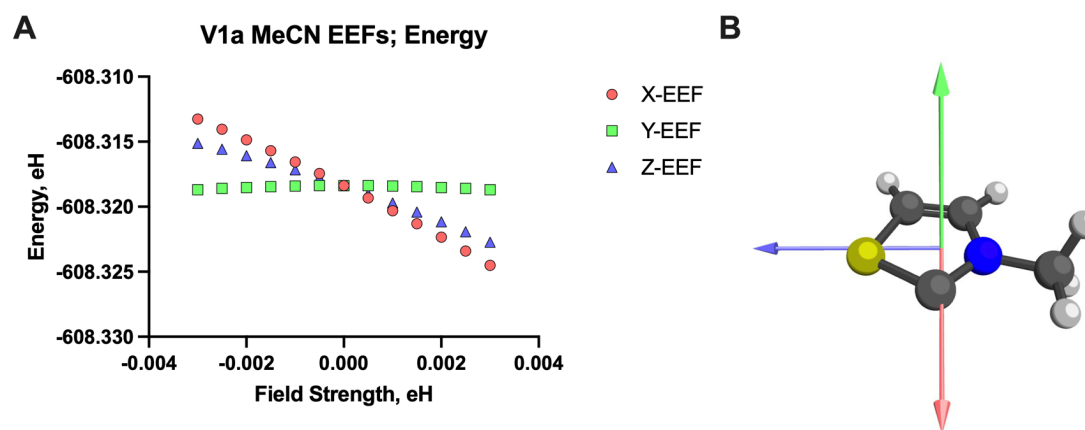 A
V1a MeCN EEFs; Energy
B
-608.310
-608.315
-608.320
-608.325
-608.330
Energy, eH
-0.004
-0.002
0.000
0.002
0.004
Field Strength, eH
X-EEF
Y-EEF
Z-EEF